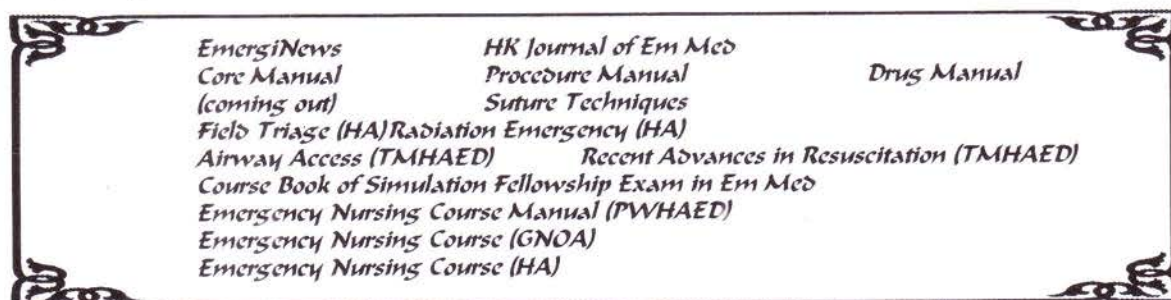 EmergiNews HK Journal of Em Med
Core Manual Procedure Manual Drug Manual
(coming out) Suture Techniques
Field Triage (HA)Radiation Emergency (HA)
Airway Access (TMHAED) Recent Advances in Resuscitation (TMHAED)
Course Book of Simulation Fellowship Exam in Em Med
Emergency Nursing Course Manual (PWHAED)
Emergency Nursing Course (GNOA)
Emergency Nursing Course (HA)